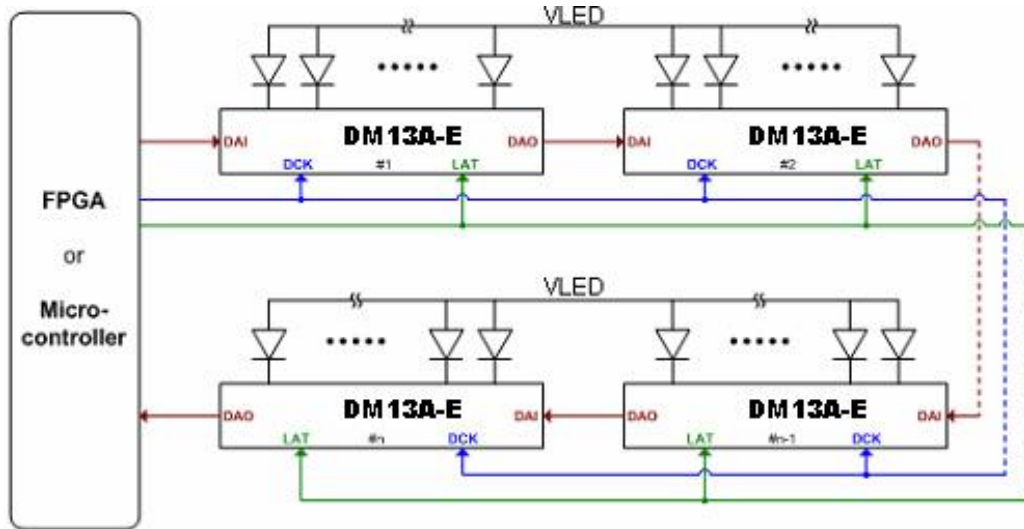 VLED
DM13A-E
DM13A-E
DAI
DAO
DAI
DAO
DCK
#1
LAT
DCK
#2
LAT
FPGA
or
Micro-
controller
VLED
DM13A-E
DM13A-E
DAO
DAI
DAO
DAI
LAT
#n
DCK
LAT
#n-1
DCK